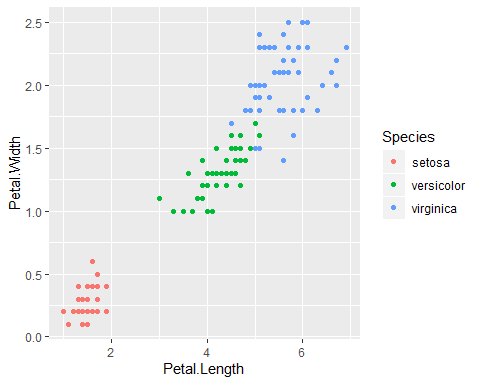 2.5
2.0
1.5
1.0
0.5
0.0
Petal.Width
2 4 6
Petal.Length
Species
setosa
versicolor
virginica